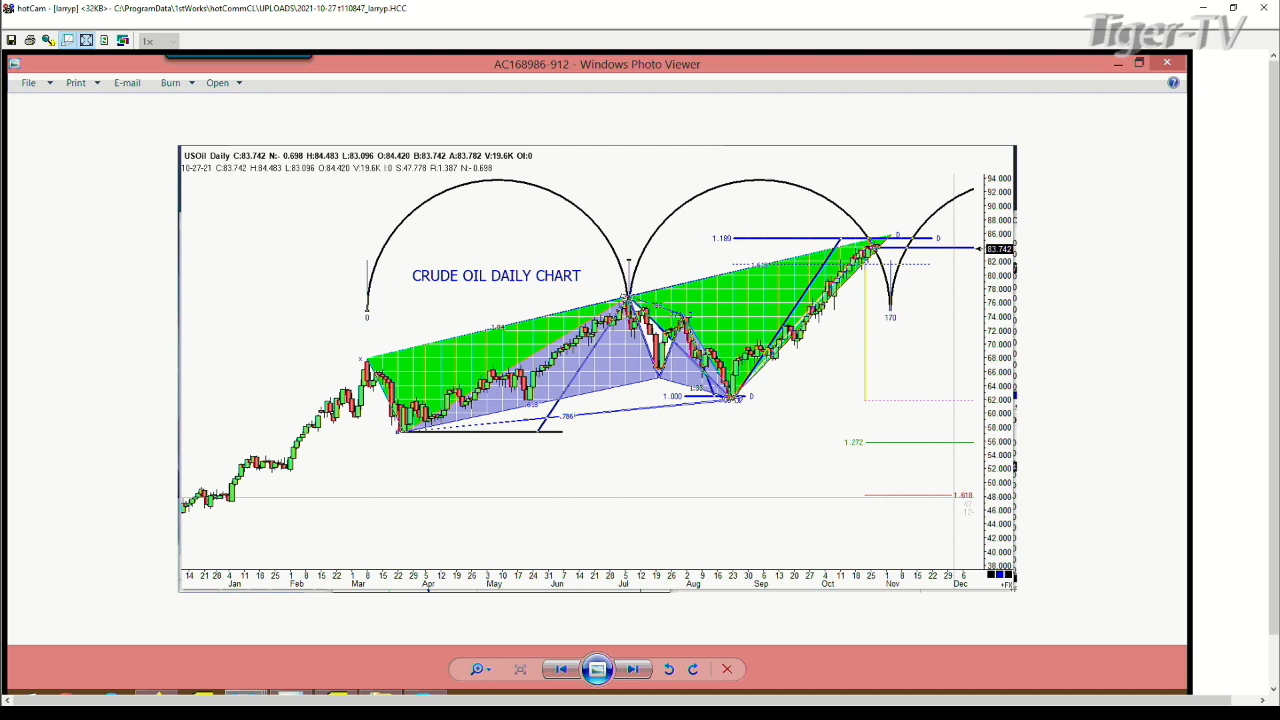 hotCam - [larryp] <32KB> - C:\ProgramData\1stWorks\hotCommCL\UPLOADS\2021-10-27 t110847_larryp.HCC
Tiger-TV
1x
AC168986-912 - Windows Photo Viewer
File Print E-mail Burn Open
USOil Daily C:83.742 N:- 0.698 H:84.483 L:83.096 O:84.420 B:83.742 A:83.782 V:19.6K OI:0
10-27-21 C:83.742 H:84.483 L:83.096 O:84.420 V:19.6K I:0 S:47.778 R:1.387 N:-0.698
94.000
92.000
90.000
88.000
86.000
83.742
82.000
80.000
78.000
76.000
74.000
72.000
70.000
68.000
66.000
64.000
62.000
60.000
58.000
56.000
54.000
52.000
50.000
48.000
46.000
44.000
42.000
40.000
38.000
1.189 D D
CRUDE OIL DAILY CHART
0 170
X
1.000 D
.786
1.272
1.618
47
12-
14 21 28 4 11 18 25 1 8 15 22 1 8 15 22 29 5 12 19 26 3 10 17 24 31 7 14 21 28 5 12 19 26 2 9 16 23 30 6 13 20 27 4 11 18 25 1 8 15 22 29 6
Jan Feb Mar Apr May Jun Jul Aug Sep Oct Nov Dec
+FX